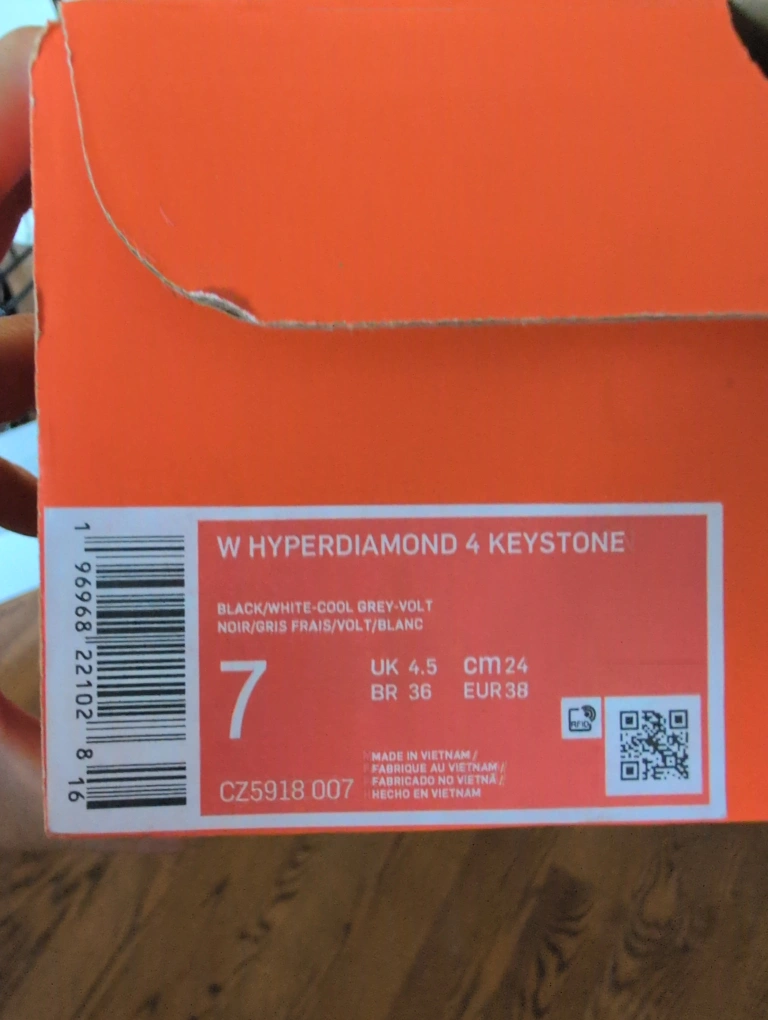 W HYPERDIAMOND 4 KEYSTONE
BLACK/WHITE-COOL GREY-VOLT
NOIR/GRIS FRAIS/VOLT/BLANC
7
UK 4.5 cm 24
BR 36 EUR 38
RFID
CZ5918 007
MADE IN VIETNAM /
FABRIQUE AU VIETNAM /
FABRICADO NO VIETNÃ /
HECHO EN VIETNAM
1 96968 22102 8 16